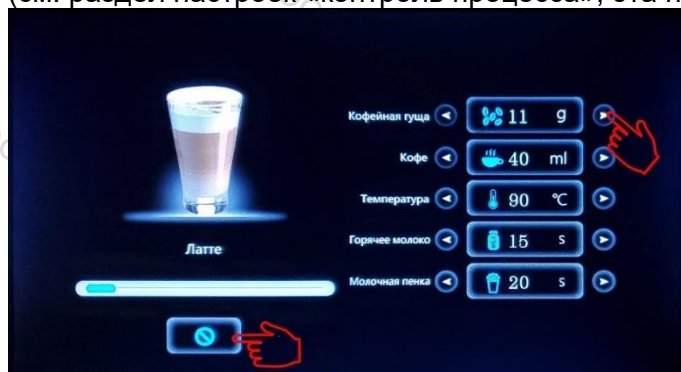 Кофейная гуща 11 g
Кофе 40 ml
Температура 90 °C
Горячее молоко 15 s
Молочная пенка 20 s
Латте